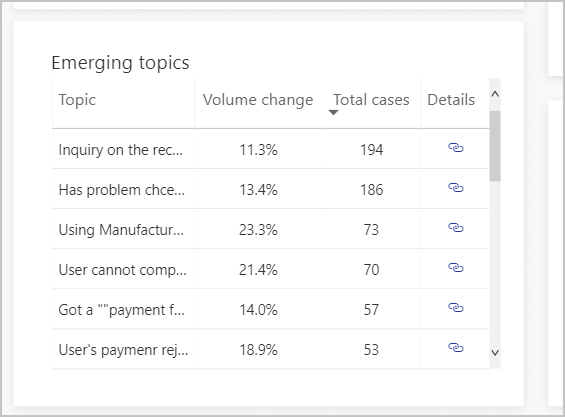 Emerging topics
Topic Volume change Total cases Details
Inquiry on the rec... 11.3% 194
Has problem chce... 13.4% 186
Using Manufactur... 23.3% 73
User cannot comp... 21.4% 70
Got a ""payment f... 14.0% 57
User's paymenr rej... 18.9% 53